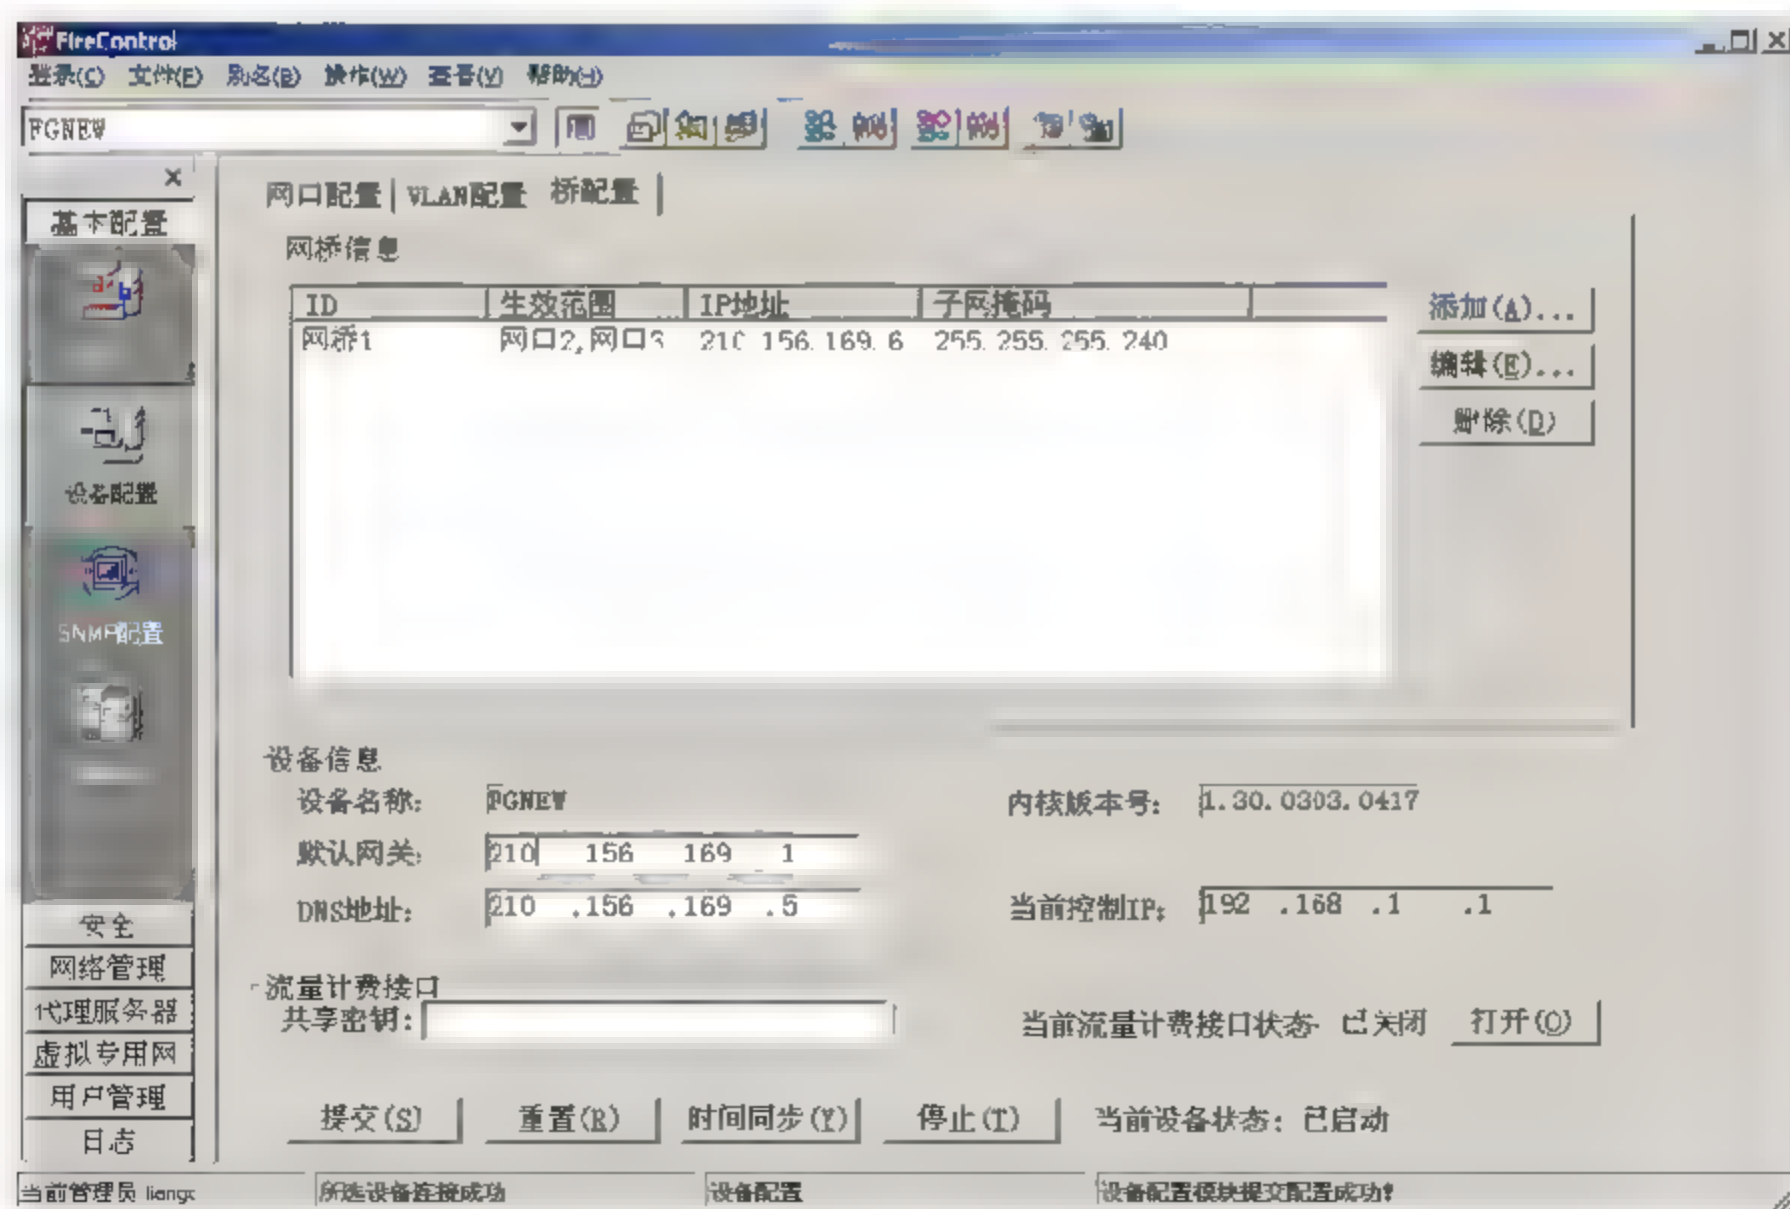 FireControl
登录(C) 文件(F) 别名(B) 操作(W) 查看(V) 帮助(H)
FGNEW
网口配置 VLAN配置 桥配置
基本配置
网桥信息
ID 生效范围 ... IP地址 子网掩码
网桥1 网口2,网口3 210.156.169.6 255.255.255.240
添加(A)...
编辑(E)...
删除(D)
设备配置
SNMP配置
设备信息
设备名称: FGNEW 内核版本号: 1.30.0303.0417
默认网关: 210 156 169 1
DNS地址: 210 .156 .169 .5 当前控制IP: 192 .168 .1 .1
安全
网络管理
代理服务器
虚拟专用网
用户管理
日志
流量计费接口
共享密钥: 当前流量计费接口状态 已关闭 打开(O)
提交(S) 重置(R) 时间同步(Y) 停止(T) 当前设备状态: 已启动
当前管理员 所选设备连接成功 设备配置 设备配置模块提交配置成功!